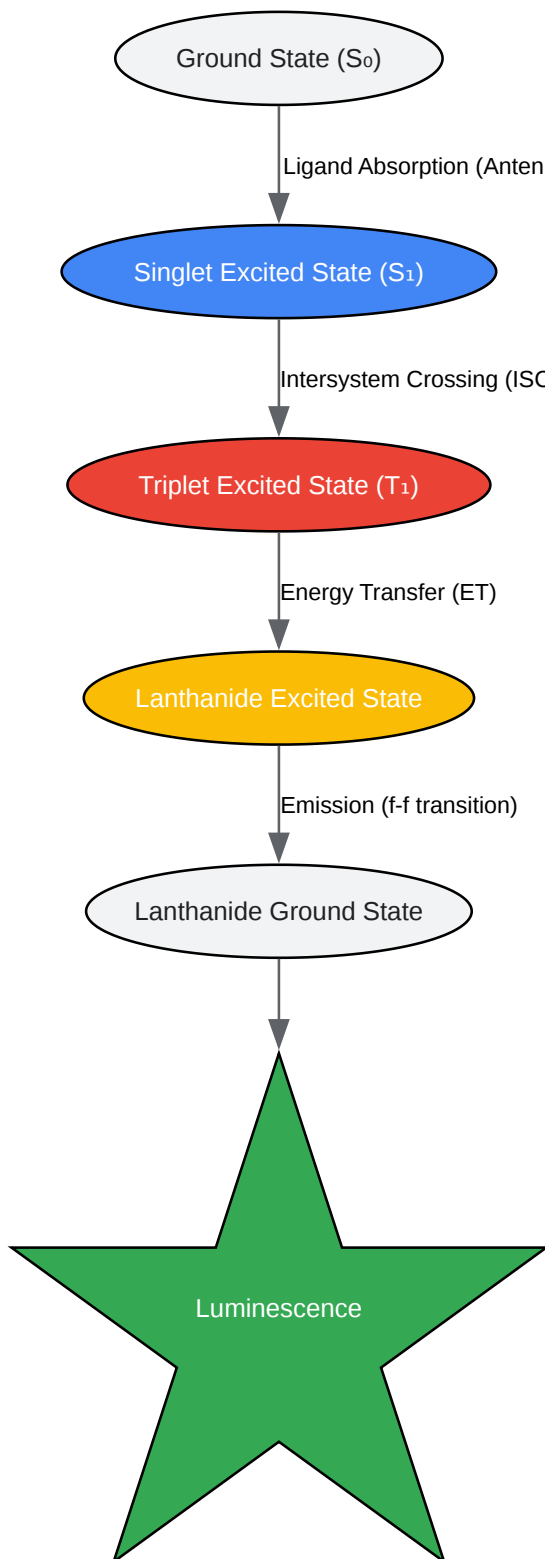 Ground State (S₀)
Ligand Absorption (Anten
Singlet Excited State (S₁)
Intersystem Crossing (ISC
Triplet Excited State (T₁)
Energy Transfer (ET)
Lanthanide Excited State
Emission (f-f transition)
Lanthanide Ground State
Luminescence